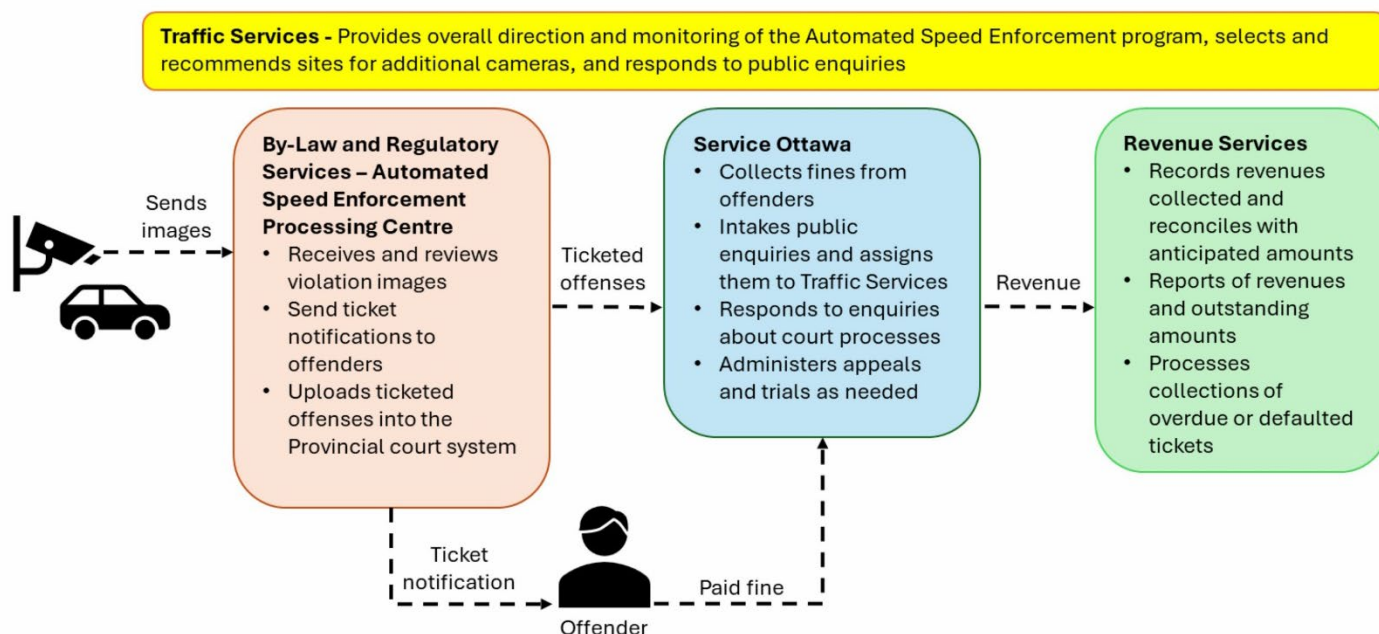 Traffic Services - Provides overall direction and monitoring of the Automated Speed Enforcement program, selects and
recommends sites for additional cameras, and responds to public enquiries
Sends
images
By-Law and Regulatory
Services – Automated
Speed Enforcement
Processing Centre
• Receives and reviews
violation images
• Send ticket
notifications to
offenders
• Uploads ticketed
offenses into the
Provincial court system
Ticketed
offenses
Service Ottawa
• Collects fines from
offenders
• Intakes public
enquiries and assigns
them to Traffic Services
• Responds to enquiries
about court processes
• Administers appeals
and trials as needed
Revenue
Revenue Services
• Records revenues
collected and
reconciles with
anticipated amounts
• Reports of revenues
and outstanding
amounts
• Processes
collections of
overdue or defaulted
tickets
Ticket
notification
Offender
Paid fine